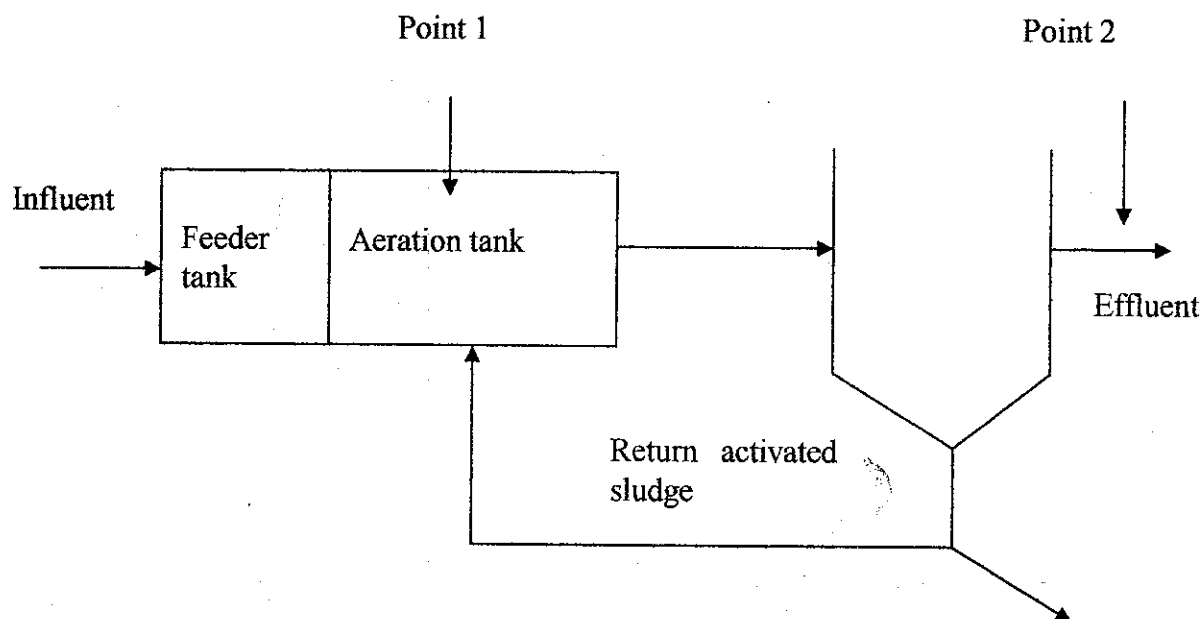 Point 1
Point 2
Influent
Feeder
tank
Aeration tank
Effluent
Return activated
sludge